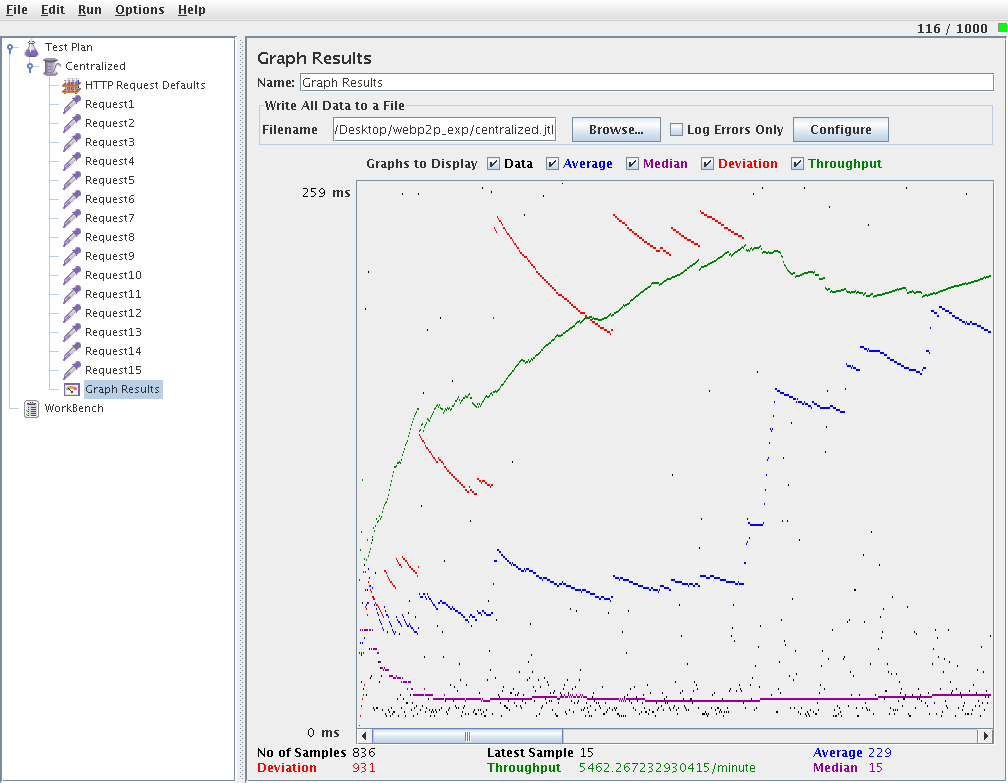 File Edit Run Options Help
116 / 1000
Test Plan
Centralized
HTTP Request Defaults
Request1
Request2
Request3
Request4
Request5
Request6
Request7
Request8
Request9
Request10
Request11
Request12
Request13
Request14
Request15
Graph Results
WorkBench
Graph Results
Name: Graph Results
Write All Data to a File
Filename /Desktop/webp2p_exp/centralized.jtl Browse... Log Errors Only Configure
Graphs to Display Data Average Median Deviation Throughput
259 ms
0 ms
No of Samples 836 Latest Sample 15 Average 229
Deviation 931 Throughput 5462.267232930415/minute Median 15